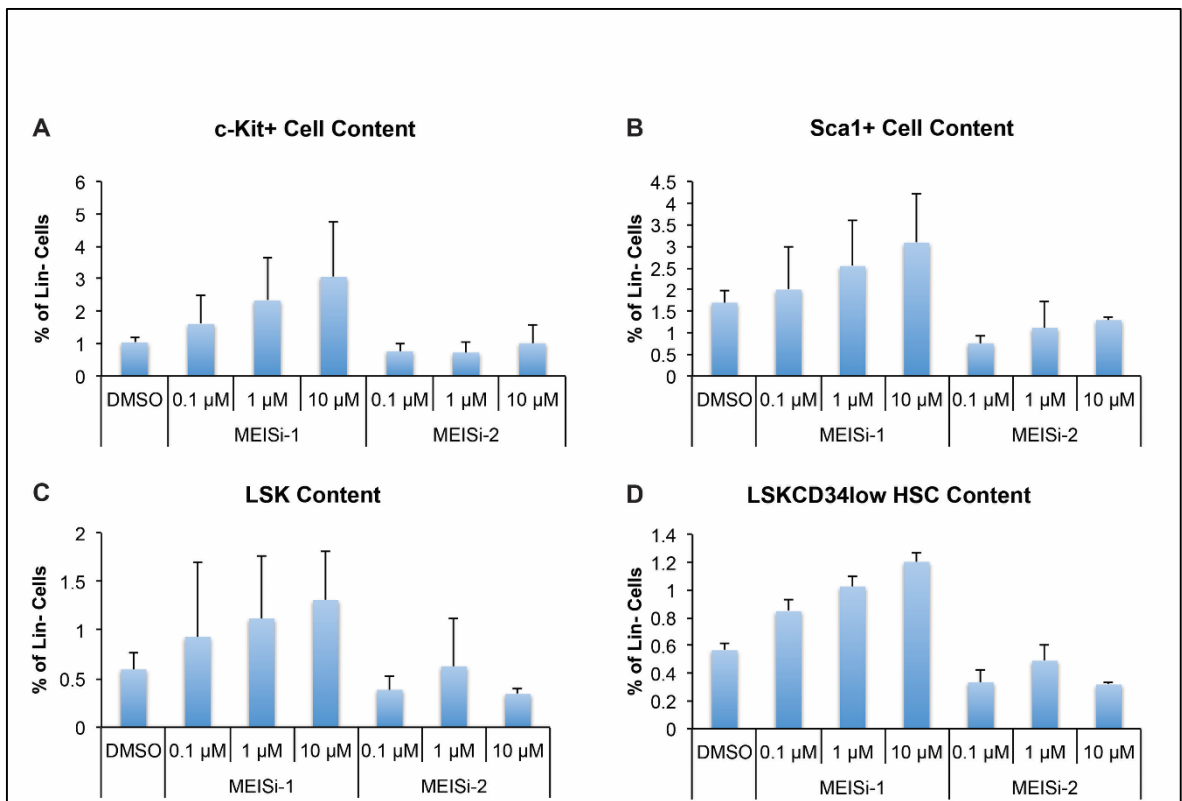 A
c-Kit+ Cell Content
% of Lin- Cells
6
5
4
3
2
1
0
DMSO 0.1 µM 1 µM 10 µM 0.1 µM 1 µM 10 µM
MEISi-1 MEISi-2
B
Sca1+ Cell Content
% of Lin- Cells
4.5
4
3.5
3
2.5
2
1.5
1
0.5
0
DMSO 0.1 µM 1 µM 10 µM 0.1 µM 1 µM 10 µM
MEISi-1 MEISi-2
C
LSK Content
% of Lin- Cells
2
1.5
1
0.5
0
DMSO 0.1 µM 1 µM 10 µM 0.1 µM 1 µM 10 µM
MEISi-1 MEISi-2
D
LSKCD34low HSC Content
% of Lin- Cells
1.4
1.2
1
0.8
0.6
0.4
0.2
0
DMSO 0.1 µM 1 µM 10 µM 0.1 µM 1 µM 10 µM
MEISi-1 MEISi-2